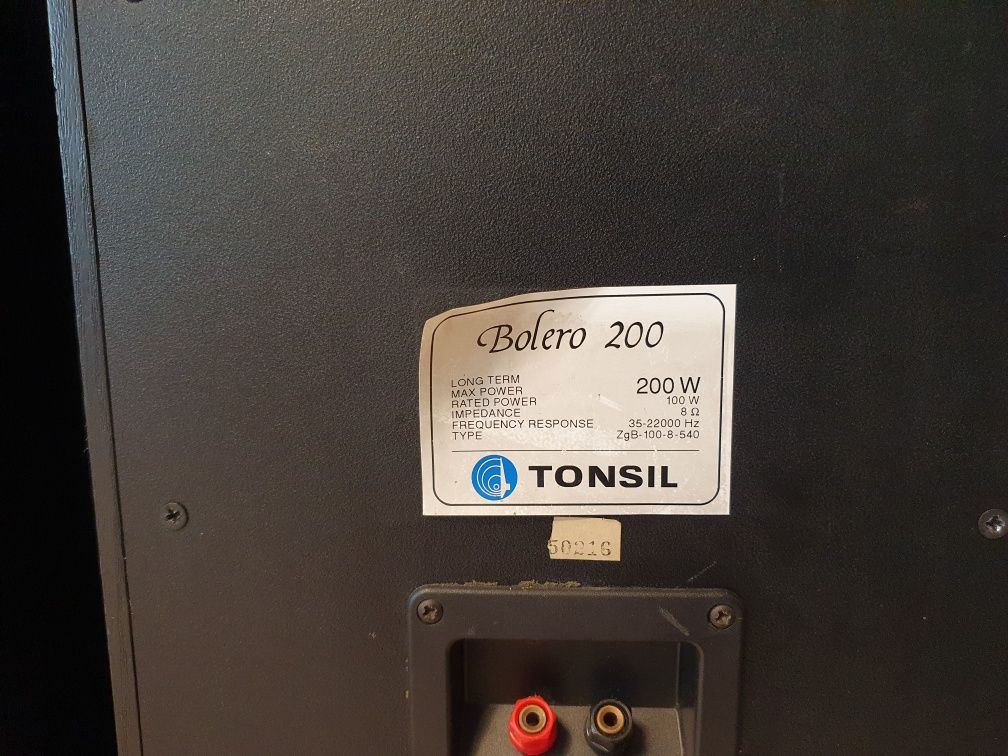 Bolero 200
LONG TERM
MAX POWER 200 W
RATED POWER 100 W
IMPEDANCE 8 Ω
FREQUENCY RESPONSE 35-22000 Hz
TYPE ZgB-100-8-540
TONSIL
50216